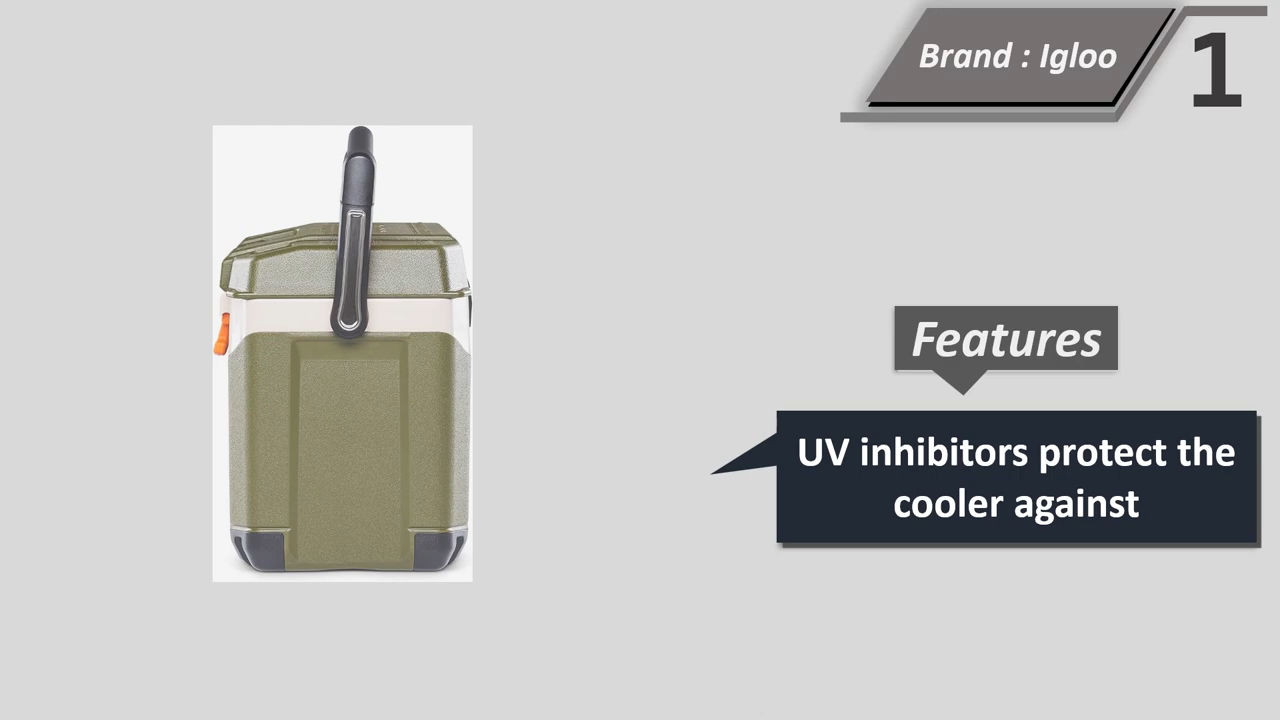 Brand : Igloo
1
Features
UV inhibitors protect the
cooler against